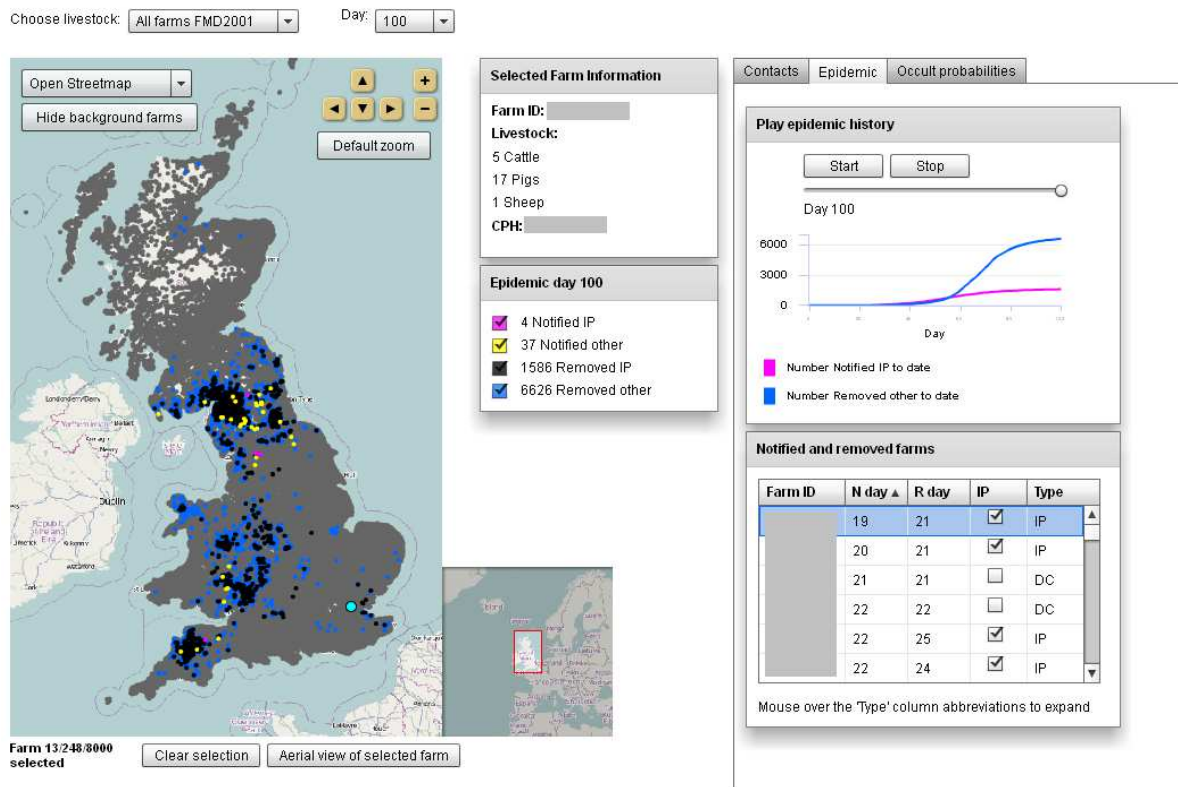 Choose livestock: All farms FMD2001 Day: 100
Open Streetmap
Hide background farms
Default zoom
+
−
Dublin
Farm 13/248/8000
selected
Clear selection
Aerial view of selected farm
Selected Farm Information
Farm ID:
Livestock:
5 Cattle
17 Pigs
1 Sheep
CPH:
Epidemic day 100
4 Notified IP
37 Notified other
1586 Removed IP
6626 Removed other
Contacts Epidemic Occult probabilities
Play epidemic history
Start Stop
Day 100
6000
3000
0
Day
Number Notified IP to date
Number Removed other to date
Notified and removed farms
Farm ID N day R day IP Type
19 21 IP
20 21 IP
21 21 DC
22 22 DC
22 25 IP
22 24 IP
Mouse over the 'Type' column abbreviations to expand